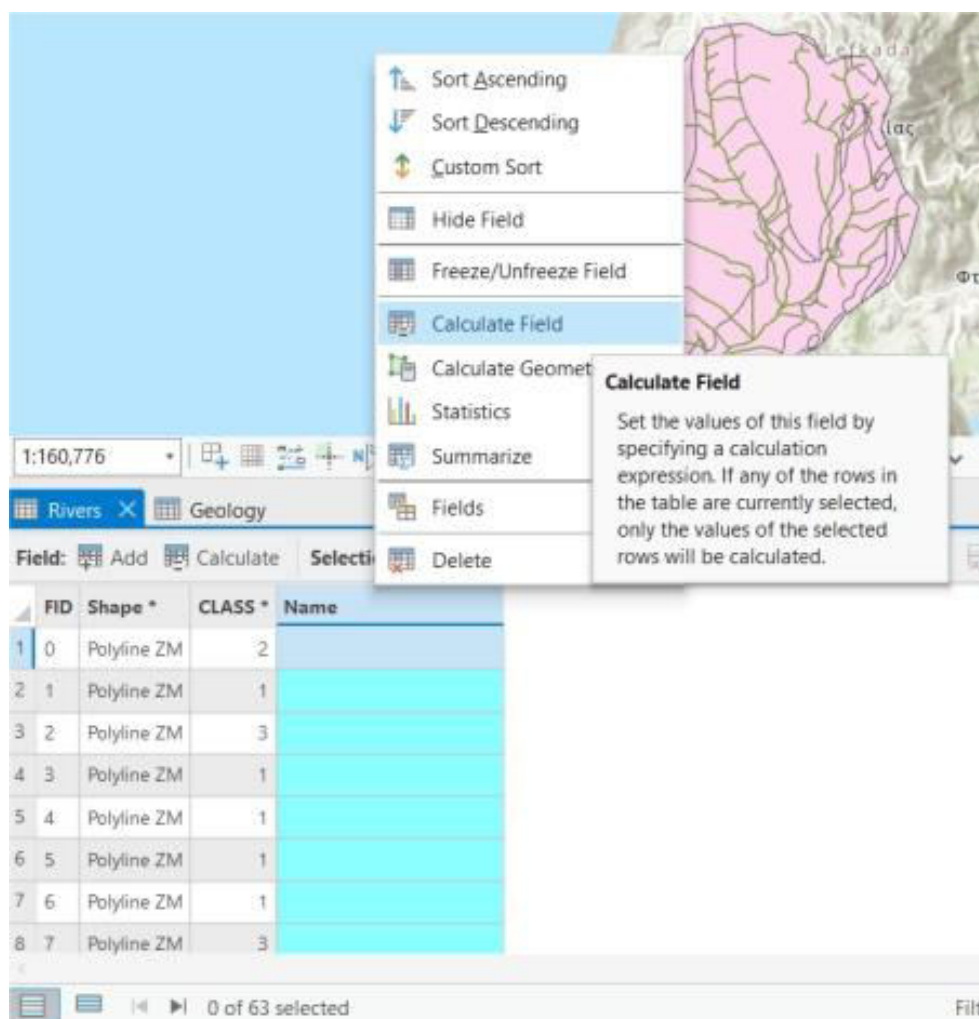 Lefkada
ίας
Φτ
Sort Ascending
Sort Descending
Custom Sort
Hide Field
Freeze/Unfreeze Field
Calculate Field
Calculate Geomet
Statistics
Summarize
Fields
Delete
Calculate Field
Set the values of this field by
specifying a calculation
expression. If any of the rows in
the table are currently selected,
only the values of the selected
rows will be calculated.
1:160,776
Rivers Geology
Field: Add Calculate Selecti
FID Shape * CLASS * Name
1 0 Polyline ZM 2
2 1 Polyline ZM 1
3 2 Polyline ZM 3
4 3 Polyline ZM 1
5 4 Polyline ZM 1
6 5 Polyline ZM 1
7 6 Polyline ZM 1
8 7 Polyline ZM 3
0 of 63 selected
Filt